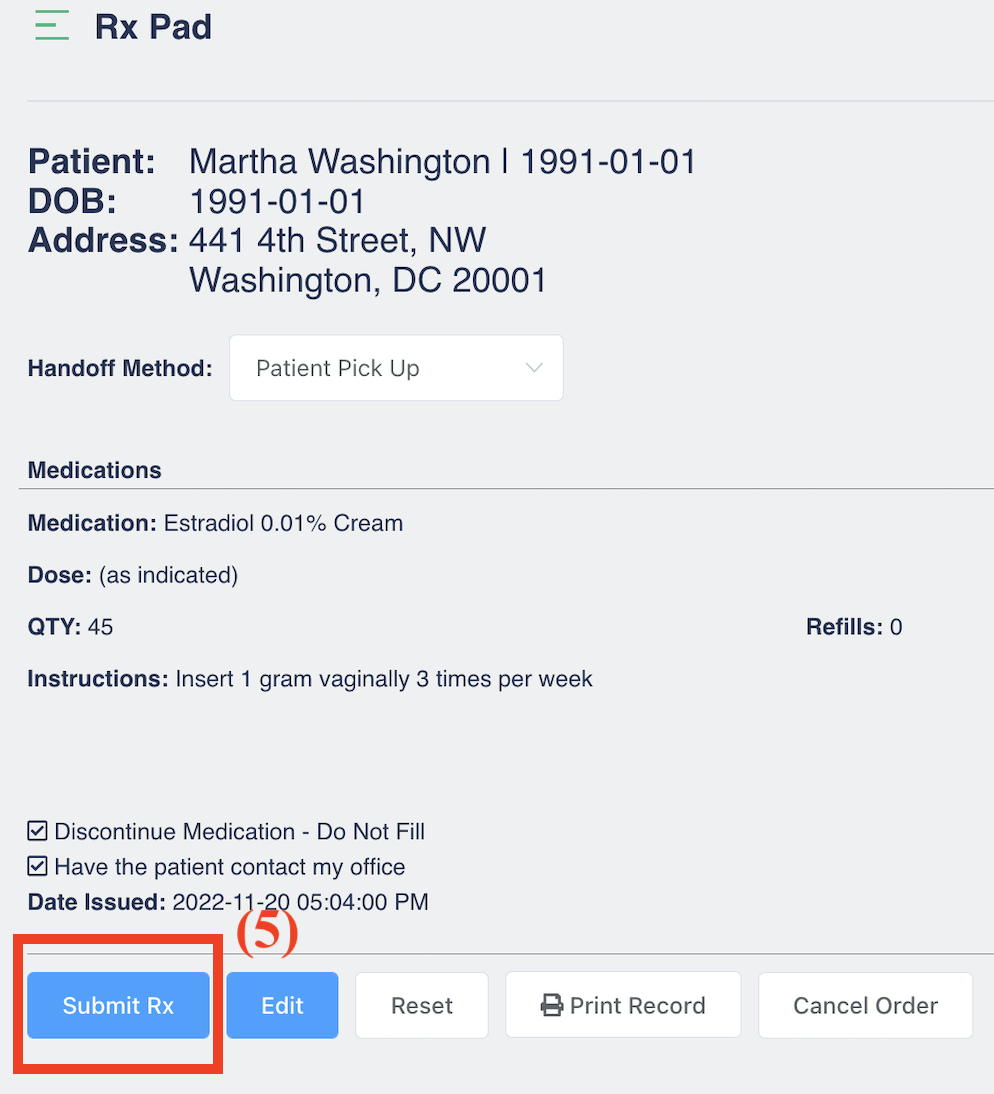 Rx Pad
Patient: Martha Washington | 1991-01-01
DOB: 1991-01-01
Address: 441 4th Street, NW
Washington, DC 20001
Handoff Method: Patient Pick Up
Medications
Medication: Estradiol 0.01% Cream
Dose: (as indicated)
QTY: 45 Refills: 0
Instructions: Insert 1 gram vaginally 3 times per week
Discontinue Medication - Do Not Fill
Have the patient contact my office
Date Issued: 2022-11-20 05:04:00 PM
(5)
Submit Rx Edit Reset Print Record Cancel Order